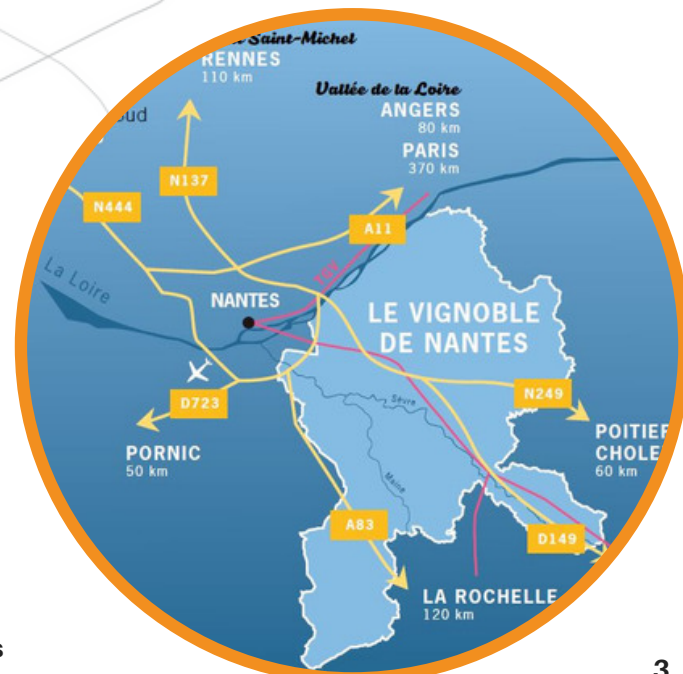 Saint-Michel
RENNES
110 km
Vallée de la Loire
ANGERS
80 km
PARIS
370 km
N137
N444
A11
La Loire
TGV
NANTES
LE VIGNOBLE
DE NANTES
D723
N249
PORNIC
50 km
Sèvre
POITIE
CHOLE
60 km
Maine
A83
D149
LA ROCHELLE
120 km
3